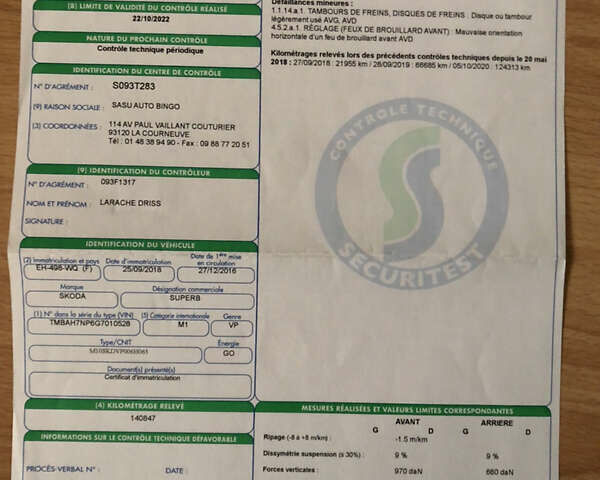 (8) LIMITE DE VALIDITÉ DU CONTRÔLE RÉALISÉ
22/10/2022
NATURE DU PROCHAIN CONTRÔLE
Contrôle technique périodique
IDENTIFICATION DU CENTRE DE CONTRÔLE
N° D'AGRÉMENT : S093T283
(9) RAISON SOCIALE : SASU AUTO BINGO
(3) COORDONNÉES : 114 AV PAUL VAILLANT COUTURIER
93120 LA COURNEUVE
Tél : 01 48 38 94 90 - Fax : 09 88 77 20 51
(9) IDENTIFICATION DU CONTRÔLEUR
N° D'AGRÉMENT : 093F1317
NOM ET PRÉNOM : LARACHE DRISS
SIGNATURE :
IDENTIFICATION DU VÉHICULE
(2) Immatriculation et pays Date d'immatriculation Date de 1ère mise en circulation
EH-498-WQ (F) 25/09/2018 27/12/2016
Marque Désignation commerciale
SKODA SUPERB
(1) N° dans la série du type (VIN) (5) Catégorie internationale Genre
TMBAH7NP6G7010528 M1 VP
Type/CNIT Énergie
GO
Document(s) présenté(s)
Certificat d'immatriculation
(4) KILOMÉTRAGE RELEVÉ
140847
INFORMATIONS SUR LE CONTRÔLE TECHNIQUE DÉFAVORABLE
PROCÈS-VERBAL N° : DATE :
Défaillances mineures :
1.1.14.a.1. TAMBOURS DE FREINS, DISQUES DE FREINS : Disque ou tambour
légèrement usé AVG, AVD
4.5.2.a.1. RÉGLAGE (FEUX DE BROUILLARD AVANT) : Mauvaise orientation
horizontale d'un feu de brouillard avant AVD
Kilométrages relevés lors des précédents contrôles techniques depuis le 20 mai
2018 : 27/09/2018 : 21955 km / 28/09/2019 : 66685 km / 05/10/2020 : 124313 km
CONTROLE TECHNIQUE
SECURITEST
MESURES RÉALISÉES ET VALEURS LIMITES CORRESPONDANTES
AVANT ARRIERE
G D G D
Ripage (-8 à +8 m/km) : -1.5 m/km
Dissymétrie suspension (≤ 30%) : 9 % 9 %
Forces verticales : 970 daN 660 daN